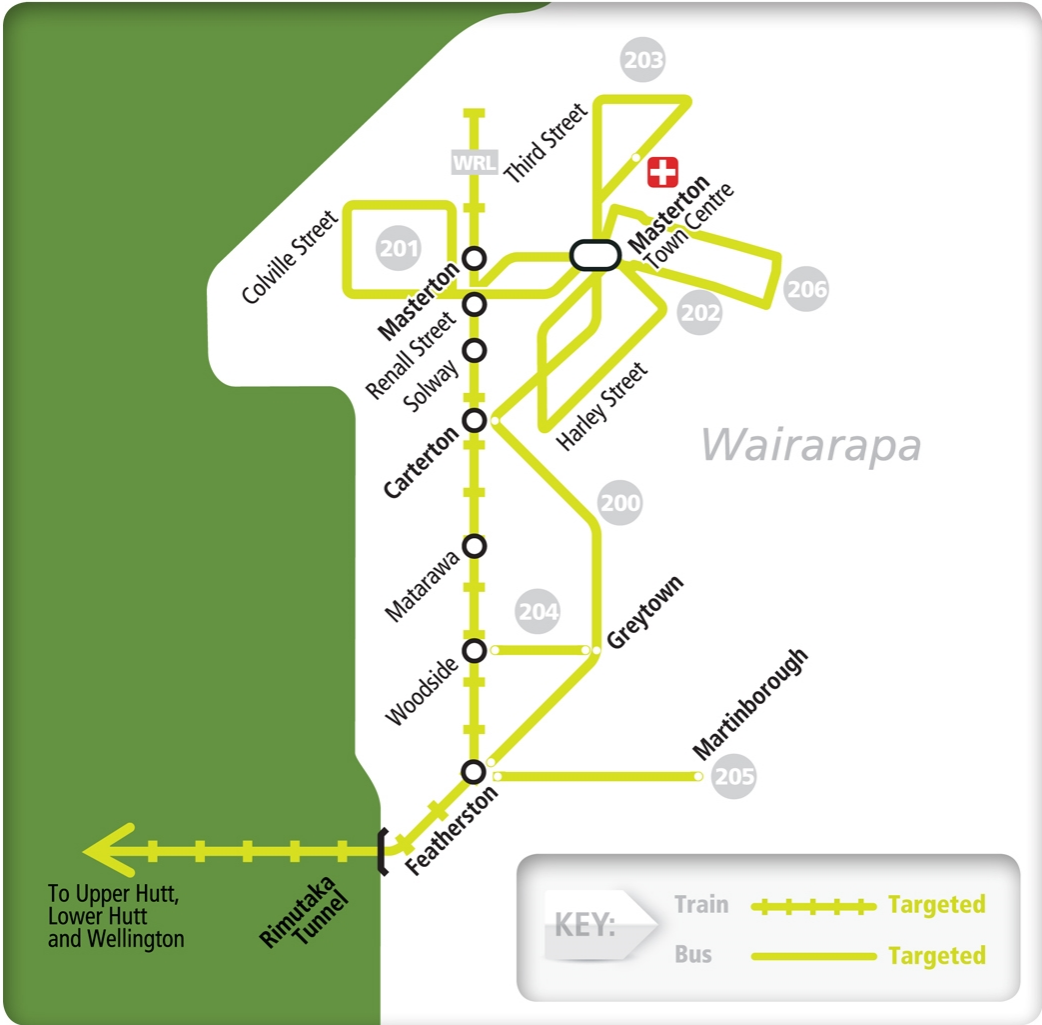 203
Third Street
WRL
Masterton
Town Centre
Colville Street
201
206
202
Masterton
Renall Street
Solway
Harley Street
Wairarapa
Carterton
200
Matarawa
204
Greytown
Woodside
Martinborough
205
Featherston
To Upper Hutt,
Lower Hutt
and Wellington
Rimutaka
Tunnel
KEY:
Train
Targeted
Bus
Targeted